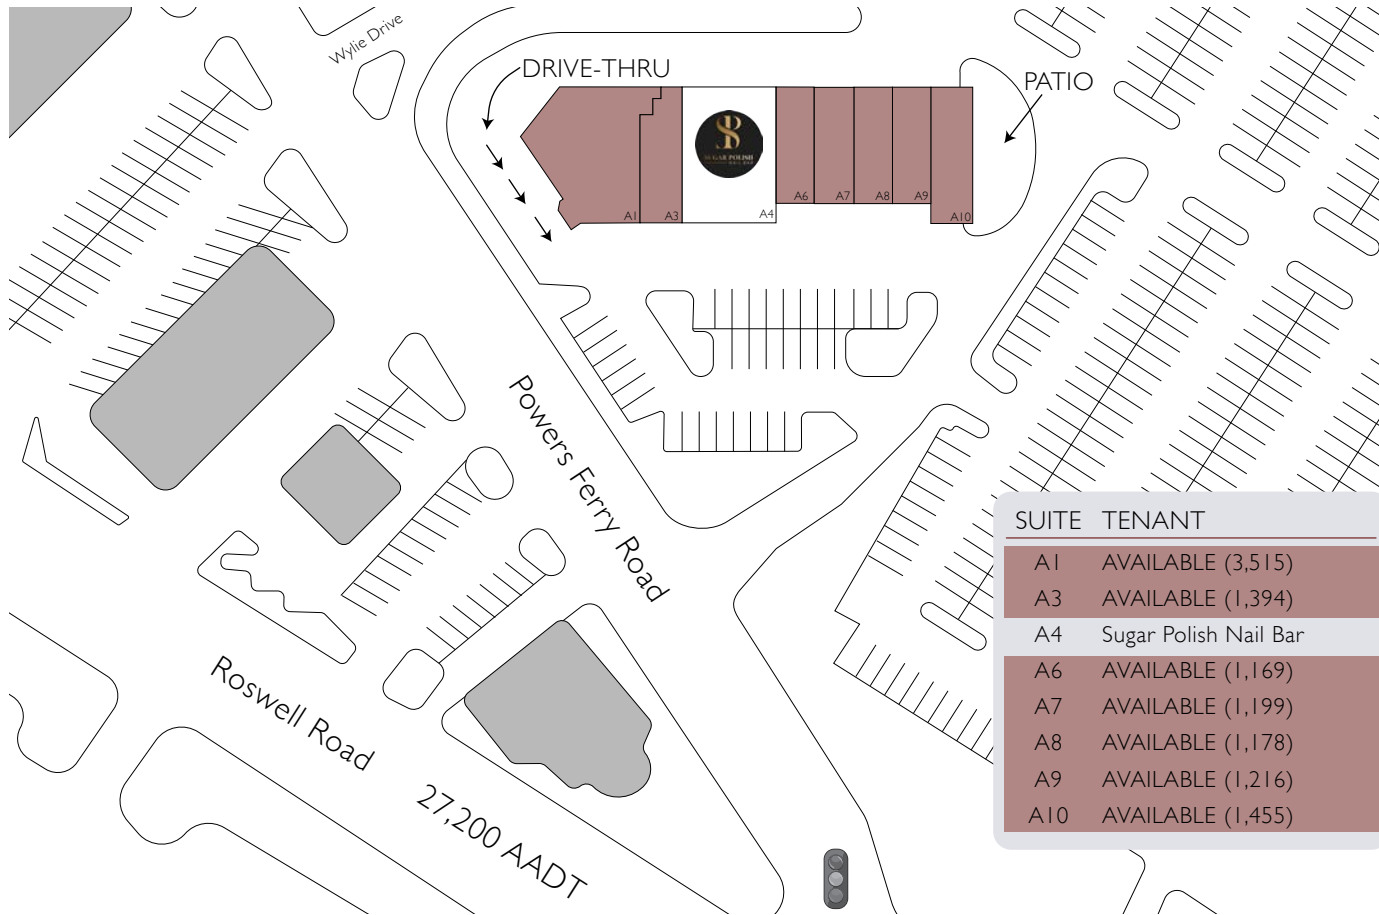 Wylie Drive
DRIVE-THRU
PATIO
SB
SUGAR POLISH
NAIL BAR
A1
A3
A4
A6
A7
A8
A9
A10
Powers Ferry Road
Roswell Road
27,200 AADT
SUITE TENANT
A1 AVAILABLE (3,515)
A3 AVAILABLE (1,394)
A4 Sugar Polish Nail Bar
A6 AVAILABLE (1,169)
A7 AVAILABLE (1,199)
A8 AVAILABLE (1,178)
A9 AVAILABLE (1,216)
A10 AVAILABLE (1,455)